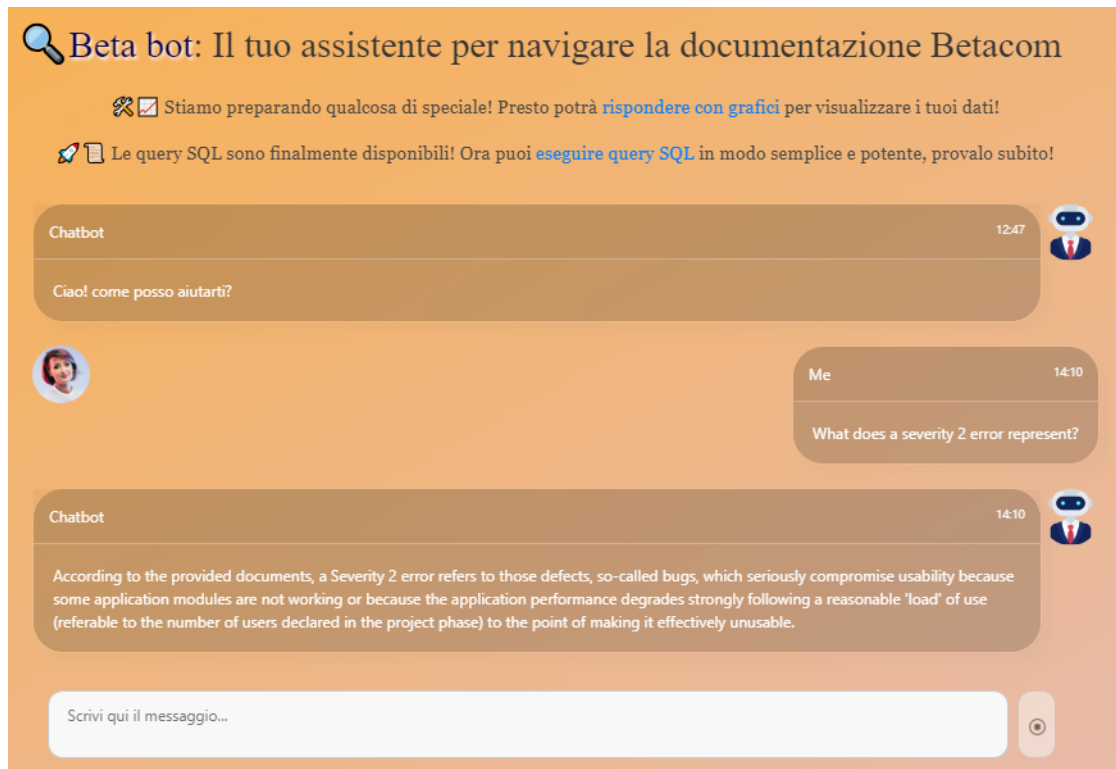 Beta bot: Il tuo assistente per navigare la documentazione Betacom
Stiamo preparando qualcosa di speciale! Presto potrà rispondere con grafici per visualizzare i tuoi dati!
Le query SQL sono finalmente disponibili! Ora puoi eseguire query SQL in modo semplice e potente, provalo subito!
Chatbot 12:47
Ciao! come posso aiutarti?
Me 14:10
What does a severity 2 error represent?
Chatbot 14:10
According to the provided documents, a Severity 2 error refers to those defects, so-called bugs, which seriously compromise usability because
some application modules are not working or because the application performance degrades strongly following a reasonable 'load' of use
(referable to the number of users declared in the project phase) to the point of making it effectively unusable.
Scrivi qui il messaggio...